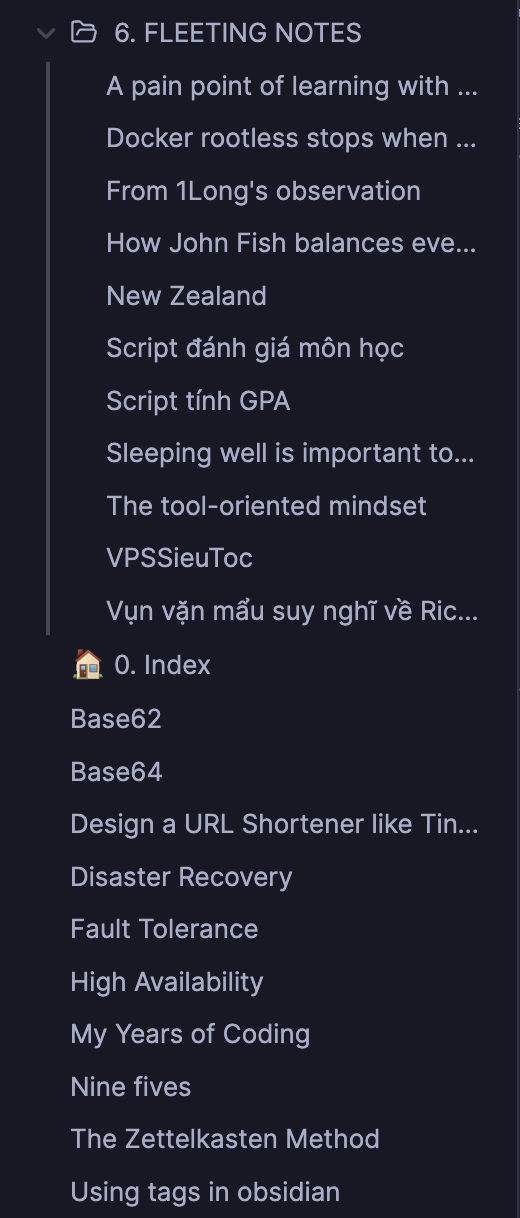 6. FLEETING NOTES
A pain point of learning with ...
Docker rootless stops when ...
From 1Long's observation
How John Fish balances eve...
New Zealand
Script đánh giá môn học
Script tính GPA
Sleeping well is important to...
The tool-oriented mindset
VPSSieuToc
Vụn vặn mẩu suy nghĩ về Ric...
0. Index
Base62
Base64
Design a URL Shortener like Tin...
Disaster Recovery
Fault Tolerance
High Availability
My Years of Coding
Nine fives
The Zettelkasten Method
Using tags in obsidian